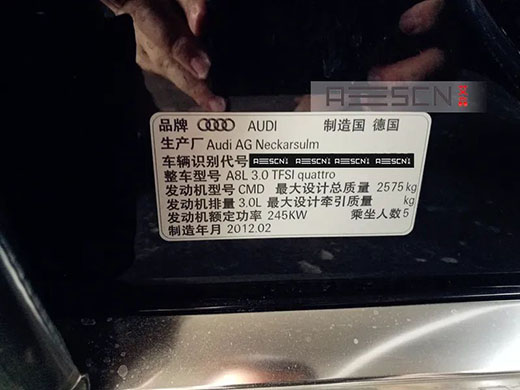 AESCN
品牌 AUDI 制造国 德国
生产厂 Audi AG Neckarsulm
车辆识别代号 AESCN AESCN AESCN AESCN
整车型号 A8L 3.0 TFSI quattro
发动机型号 CMD 最大设计总质量 2575 kg
发动机排量 3.0L 最大设计牵引质量 kg
发动机额定功率 245KW 乘坐人数 5
制造年月 2012.02